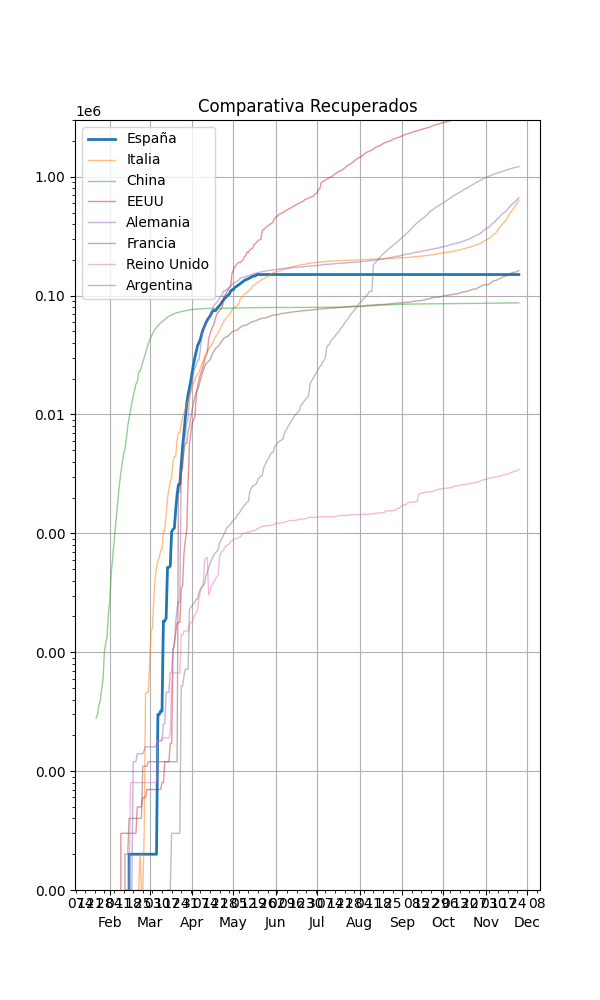 Comparativa Recuperados
1e6
España
Italia
China
EEUU
Alemania
Francia
Reino Unido
Argentina
1.00
0.10
0.01
0.00
0.00
0.00
0.00
08
Feb Mar Apr May Jun Jul Aug Sep Oct Nov Dec